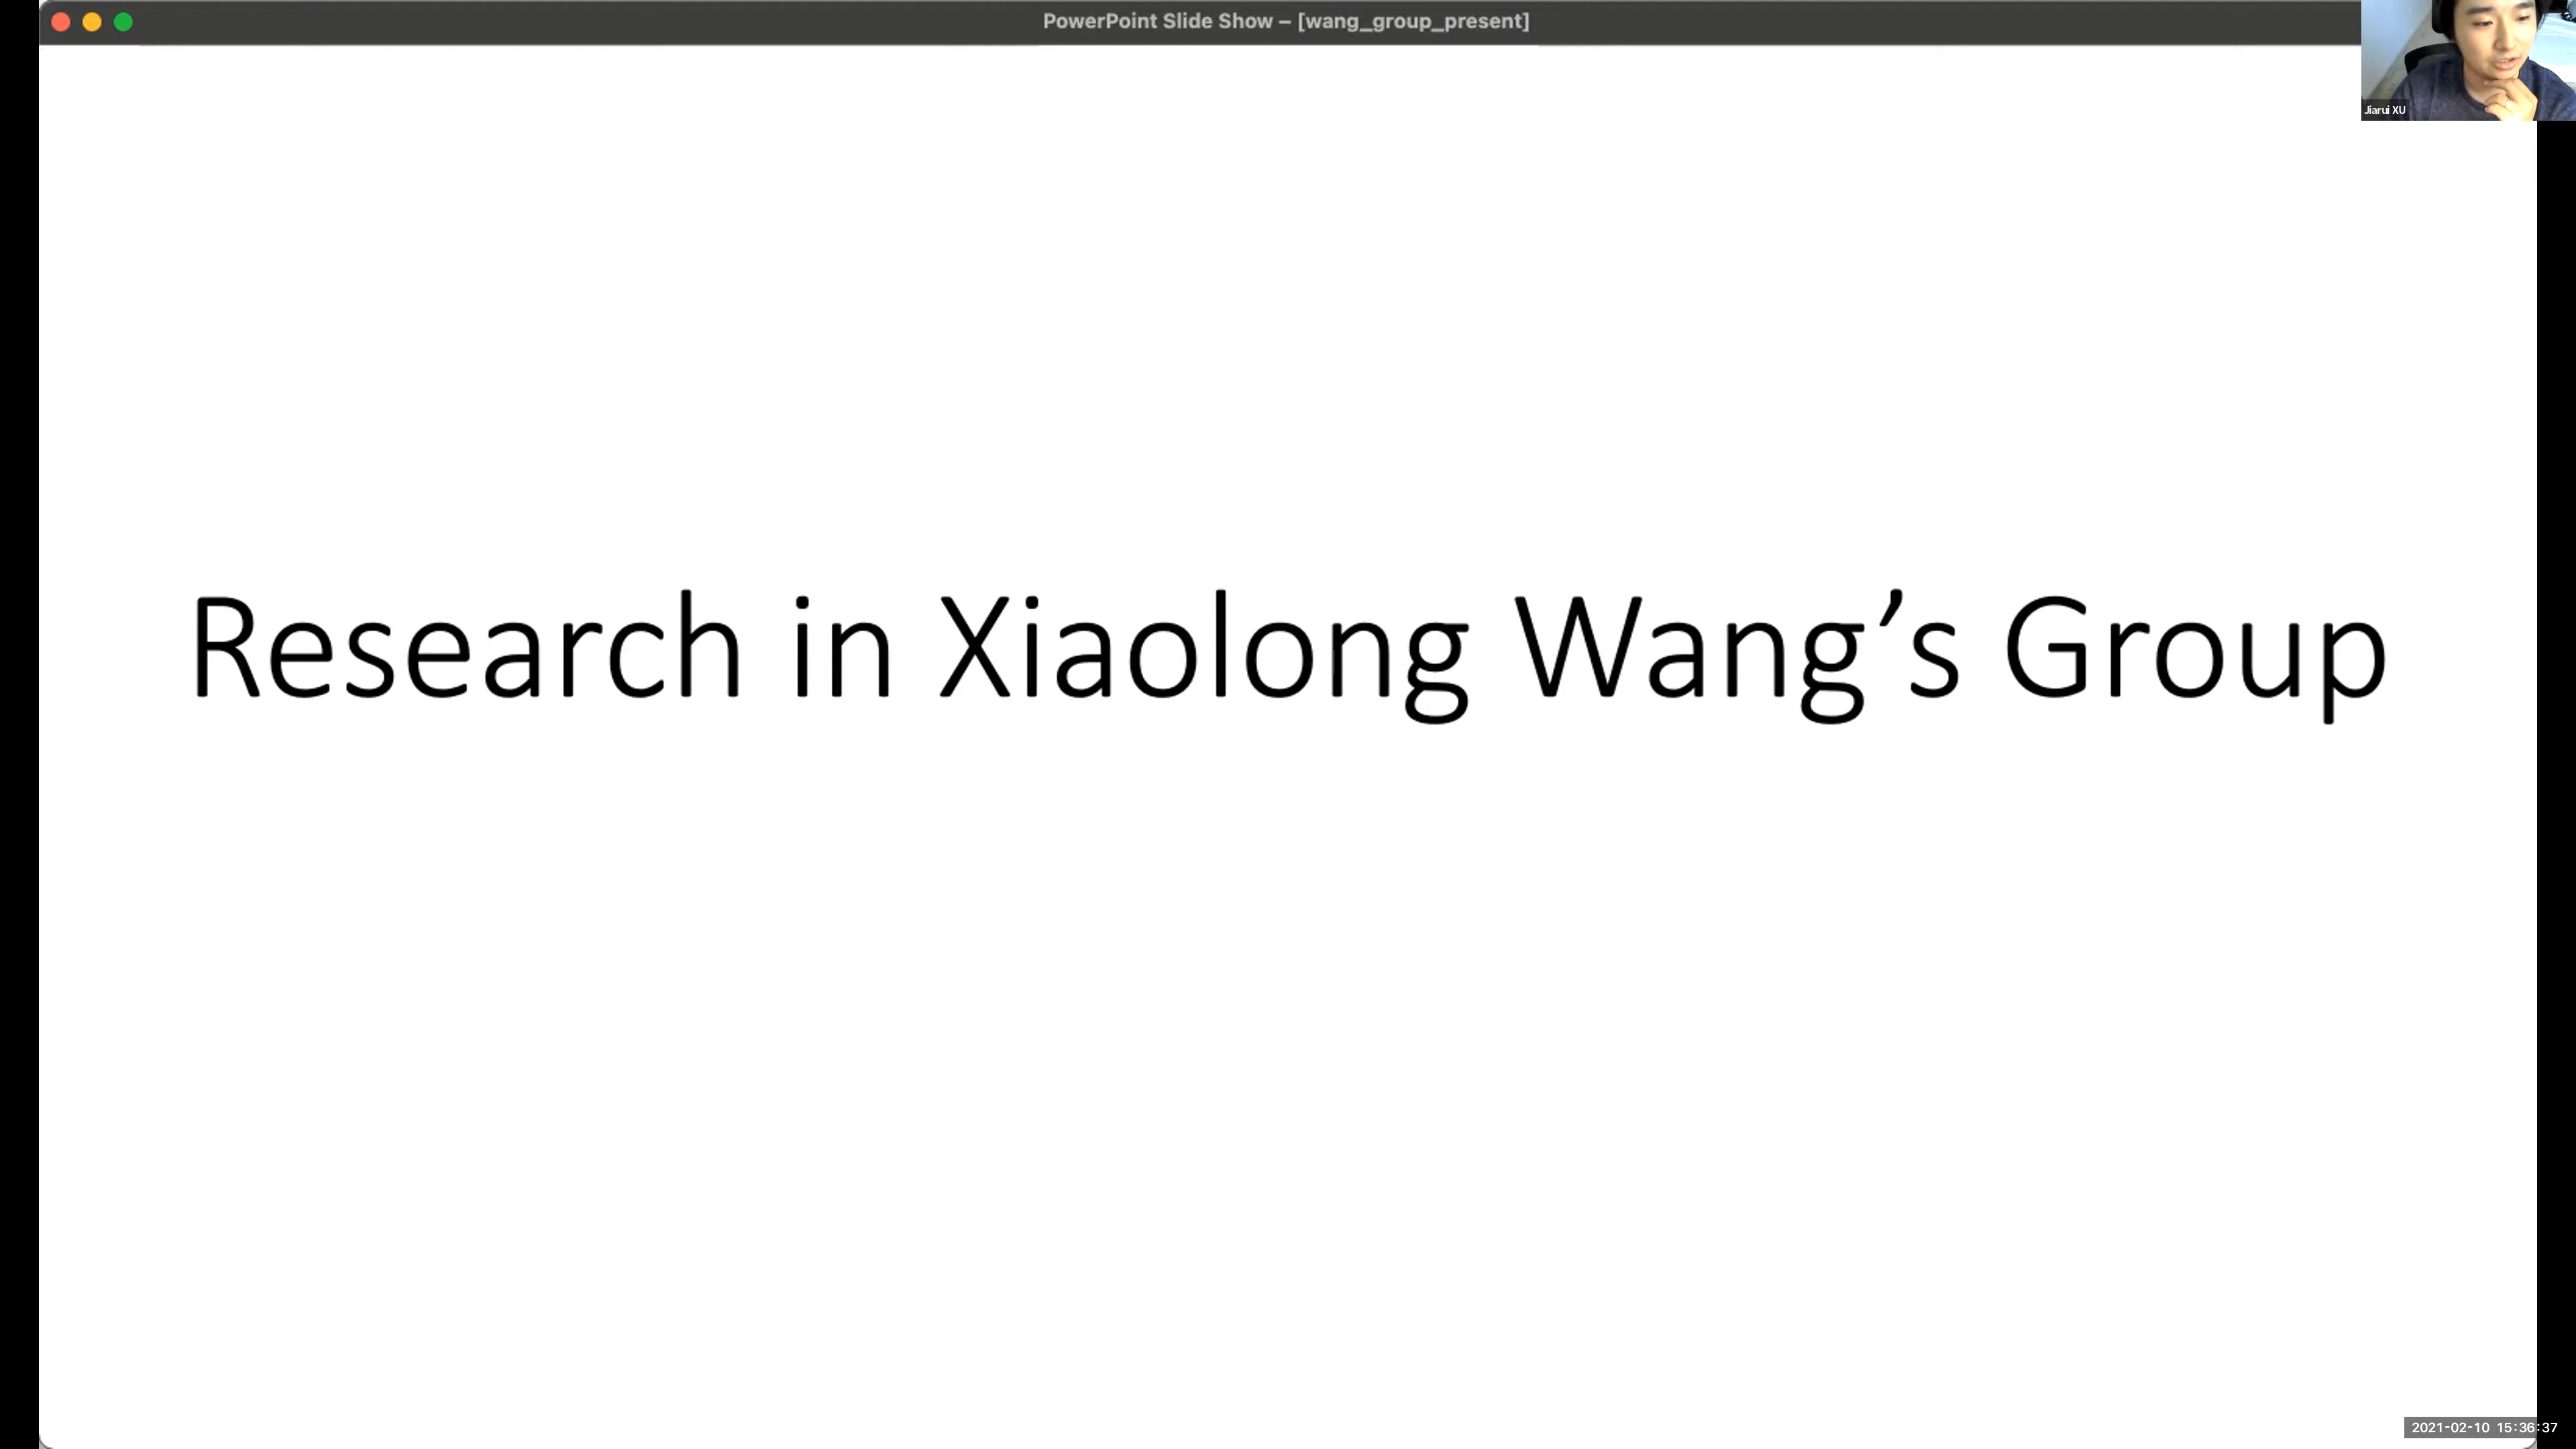 PowerPoint Slide Show – [wang_group_present]
Jiarui XU
Research in Xiaolong Wang’s Group
2021-02-10 15:36:37